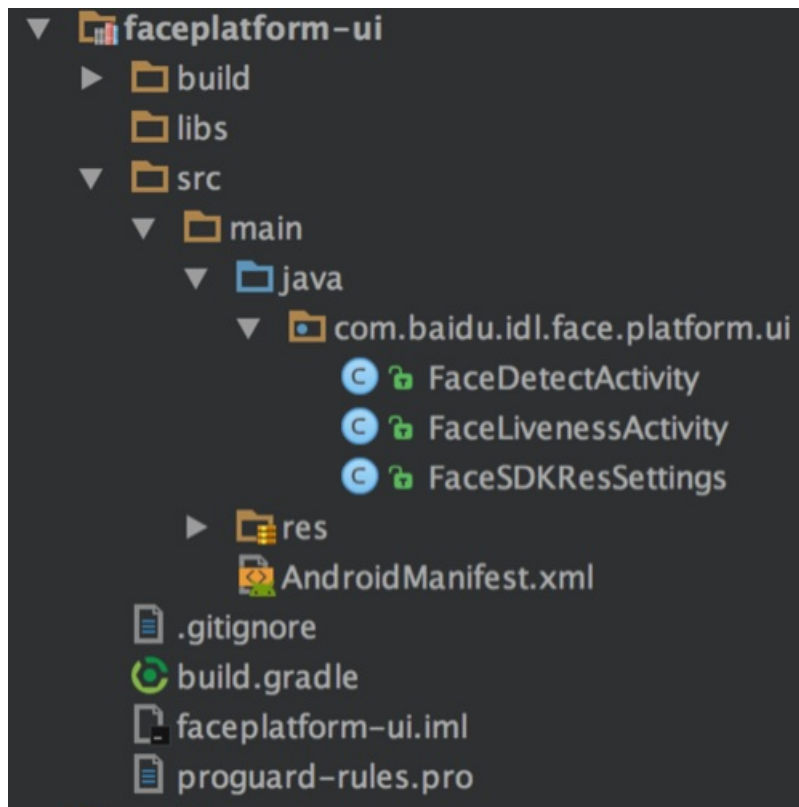 faceplatform-ui
build
libs
src
main
java
com.baidu.idl.face.platform.ui
FaceDetectActivity
FaceLivenessActivity
FaceSDKResSettings
res
AndroidManifest.xml
.gitignore
build.gradle
faceplatform-ui.iml
proguard-rules.pro